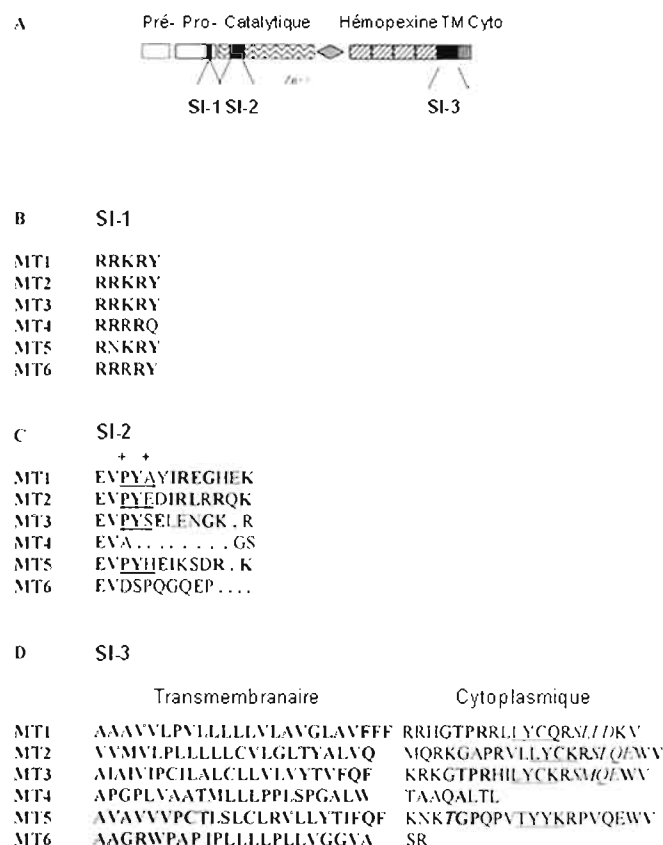 A Pré- Pro- Catalytique Hémopexine TM Cyto
SI-1 SI-2 SI-3
B SI-1
MT1 RRKRY
MT2 RRKRY
MT3 RRKRY
MT4 RRRRQ
MT5 RNKRY
MT6 RRRRY
C SI-2
+ +
MT1 EVPYAYIREGHEK
MT2 EVPYEDIRLRRQK
MT3 EVPYSELENGK.R
MT4 EVA........GS
MT5 EVPYHEIKSDR.K
MT6 EVDSPQGQEP....
D SI-3
Transmembranaire Cytoplasmique
MT1 AAAVVLPVLLLLLVLAVGLAVFFF RRHGTPRRLLYCQRSLLDKV
MT2 VVMVLPLLLLLCVLGLTYALVQ MQRKGAPRVLLYCKRSLQEWV
MT3 AIAIVIPCILALCLLVLVYTVFQF KRKGTPRHILYCKRSMQEWV
MT4 APGPLVAATMLLLPPLSPGALW TAAQALTL
MT5 AVAVVVPCTLSLCLRVLLYTIFQF KNKTGPQPVTYYKRPVQEWV
MT6 AAGRWPAPIPLLLLPLLVGGVA SR